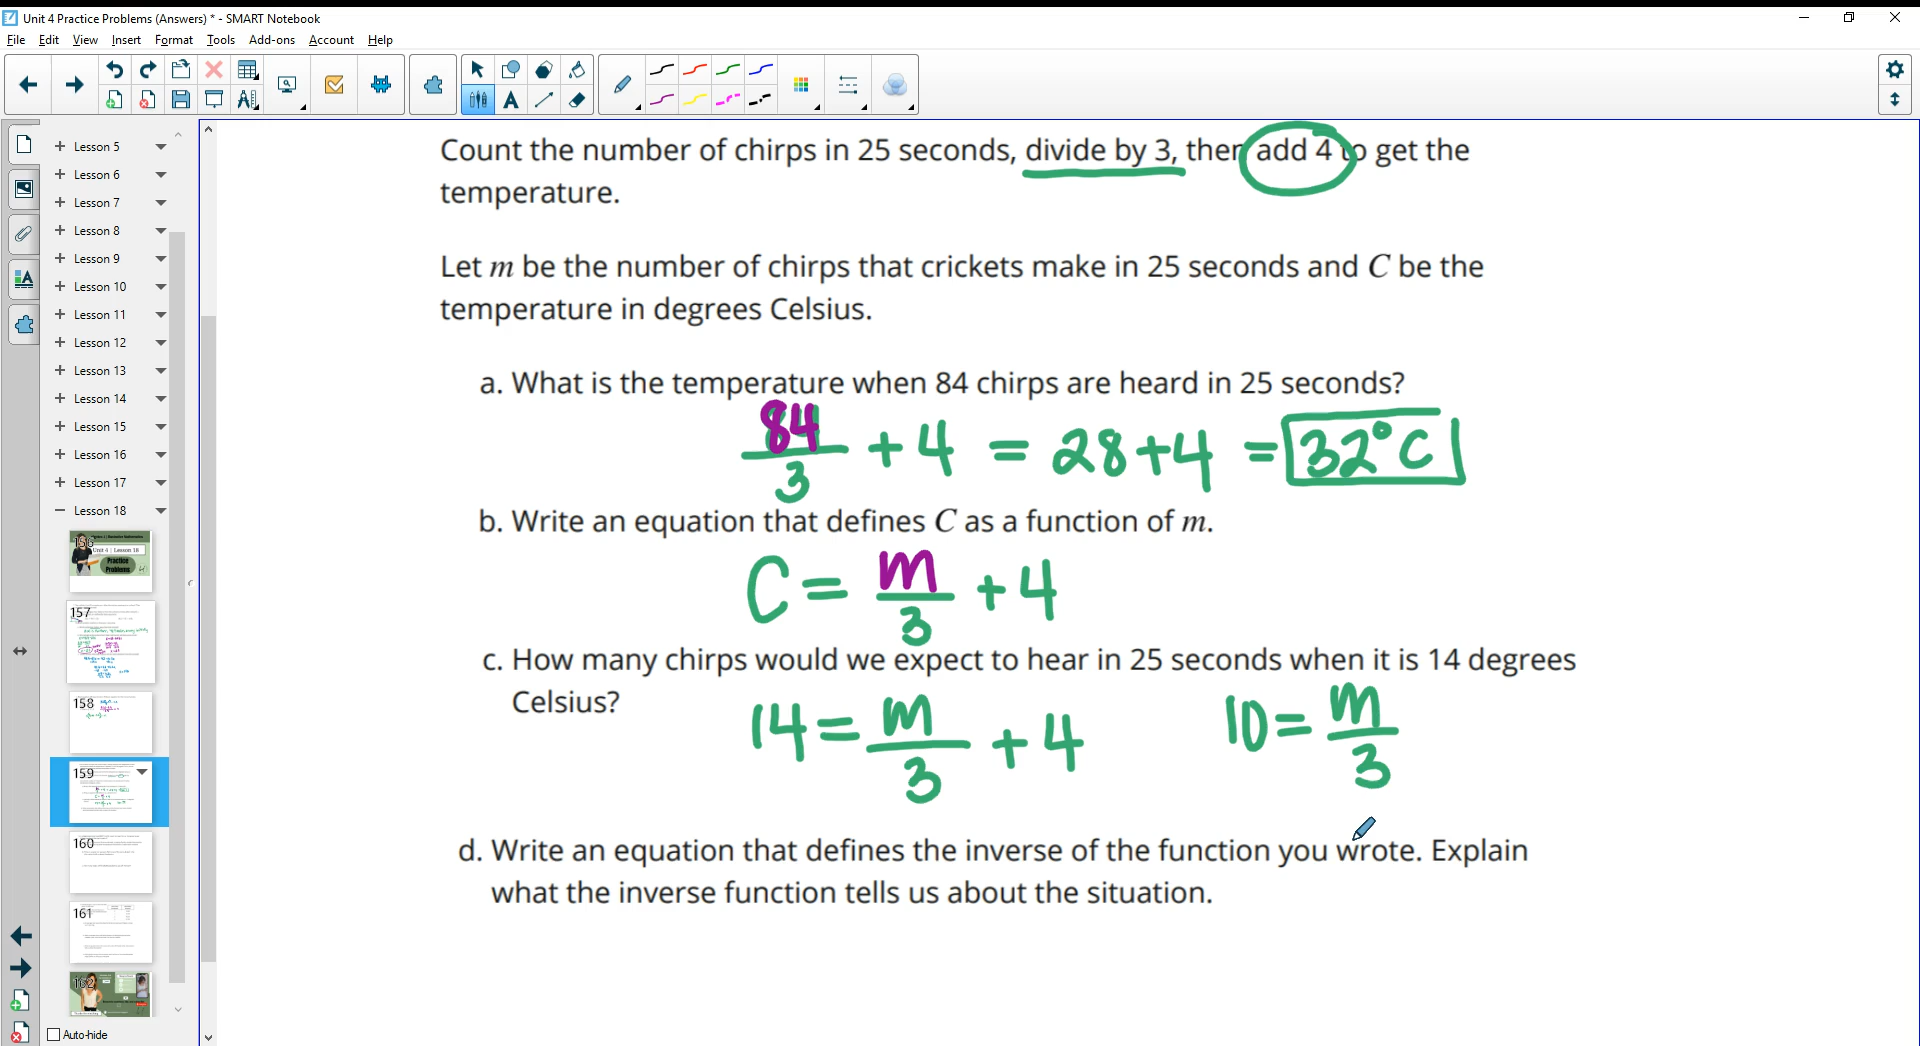 Unit 4 Practice Problems (Answers) * - SMART Notebook
File Edit View Insert Format Tools Add-ons Account Help
Lesson 5
Lesson 6
Lesson 7
Lesson 8
Lesson 9
Lesson 10
Lesson 11
Lesson 12
Lesson 13
Lesson 14
Lesson 15
Lesson 16
Lesson 17
Lesson 18
156
Unit 4 | Lesson 18
Practice
Problems
157
158
159
160
161
162
Auto-hide
Count the number of chirps in 25 seconds, divide by 3, then add 4 to get the
temperature.
Let m be the number of chirps that crickets make in 25 seconds and C be the
temperature in degrees Celsius.
a. What is the temperature when 84 chirps are heard in 25 seconds?
84/3 + 4 = 28+4 = 32°C
b. Write an equation that defines C as a function of m.
C = m/3 + 4
c. How many chirps would we expect to hear in 25 seconds when it is 14 degrees
Celsius?
14 = m/3 + 4 10 = m/3
d. Write an equation that defines the inverse of the function you wrote. Explain
what the inverse function tells us about the situation.